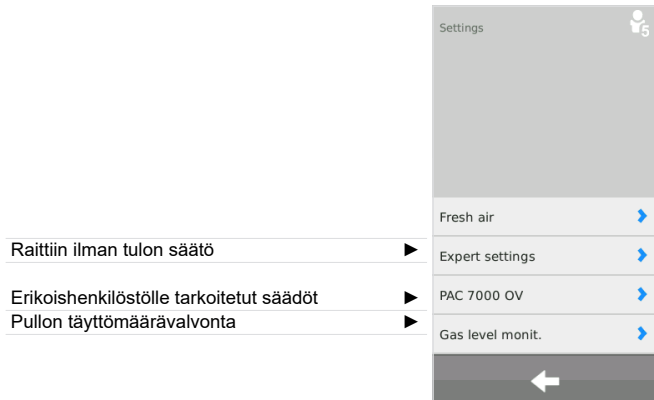 Settings
5
Fresh air
Raittiin ilman tulon säätö ►
Expert settings
Erikoishenkilöstölle tarkoitetut säädöt ►
PAC 7000 OV
Pullon täyttömäärävalvonta ►
Gas level monit.